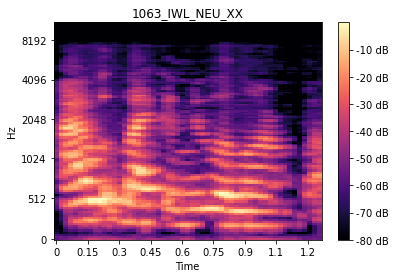 1063_IWL_NEU_XX
8192
4096
2048
1024
512
0
Hz
0
0.15
0.3
0.45
0.6
0.75
0.9
1.1
1.2
Time
-10 dB
-20 dB
-30 dB
-40 dB
-50 dB
-60 dB
-70 dB
-80 dB